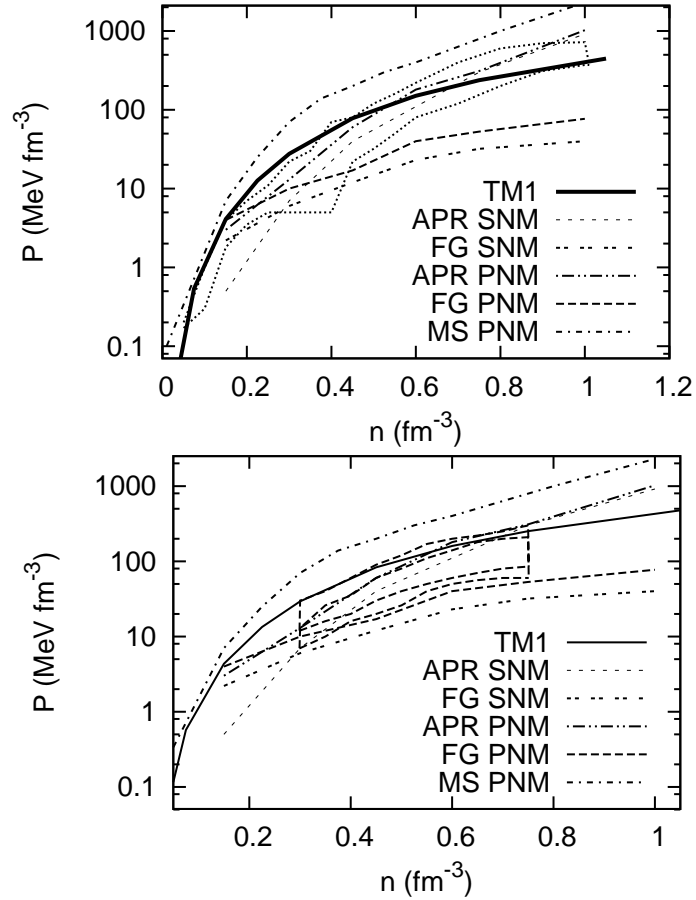 1000
100
10
1
0.1
P (MeV fm-3)
TM1
APR SNM
FG SNM
APR PNM
FG PNM
MS PNM
0 0.2 0.4 0.6 0.8 1 1.2
n (fm-3)
1000
100
10
1
0.1
P (MeV fm-3)
TM1
APR SNM
FG SNM
APR PNM
FG PNM
MS PNM
0.2 0.4 0.6 0.8 1
n (fm-3)